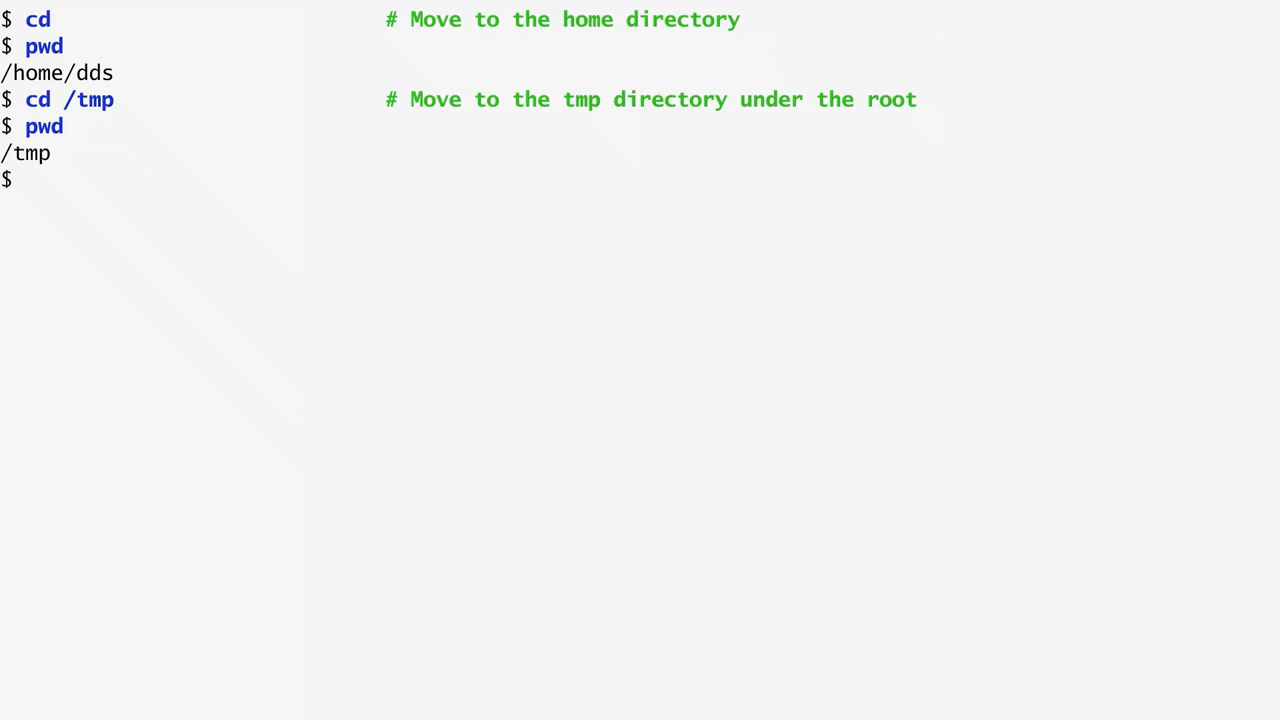 $ cd # Move to the home directory
$ pwd
/home/dds
$ cd /tmp # Move to the tmp directory under the root
$ pwd
/tmp
$